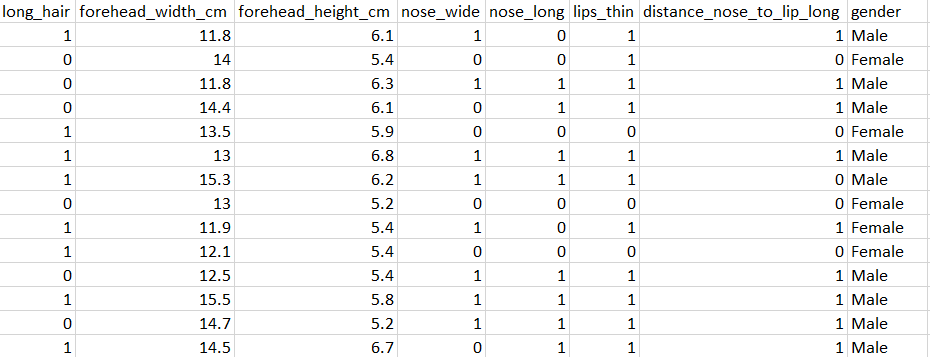 long_hair forehead_width_cm forehead_height_cm nose_wide nose_long lips_thin distance_nose_to_lip_long gender
1 11.8 6.1 1 0 1 1 Male
0 14 5.4 0 0 1 0 Female
0 11.8 6.3 1 1 1 1 Male
0 14.4 6.1 0 1 1 1 Male
1 13.5 5.9 0 0 0 0 Female
1 13 6.8 1 1 1 1 Male
1 15.3 6.2 1 1 1 0 Male
0 13 5.2 0 0 0 0 Female
1 11.9 5.4 1 0 1 1 Female
1 12.1 5.4 0 0 0 0 Female
0 12.5 5.4 1 1 1 1 Male
1 15.5 5.8 1 1 1 1 Male
0 14.7 5.2 1 1 1 1 Male
1 14.5 6.7 0 1 1 1 Male